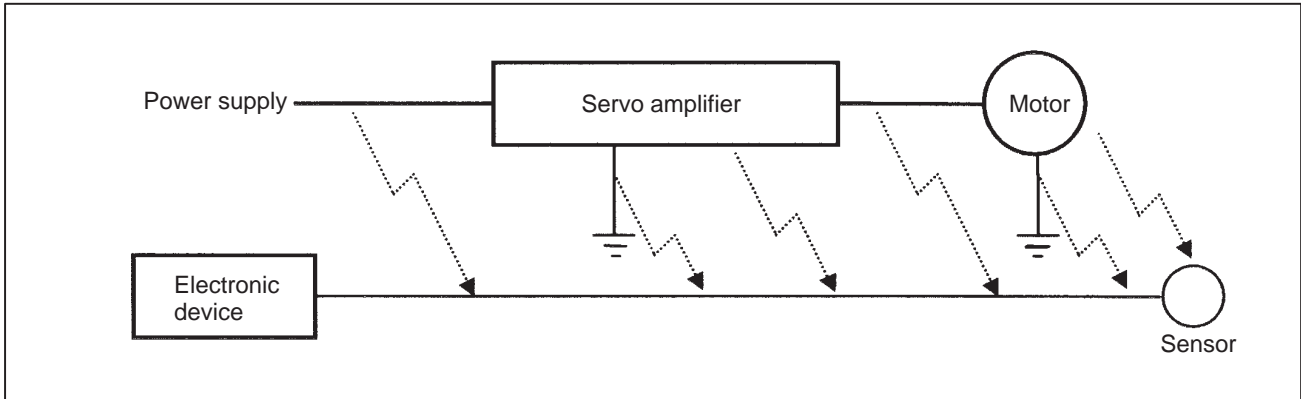 Power supply
Servo amplifier
Motor
Electronic
device
Sensor